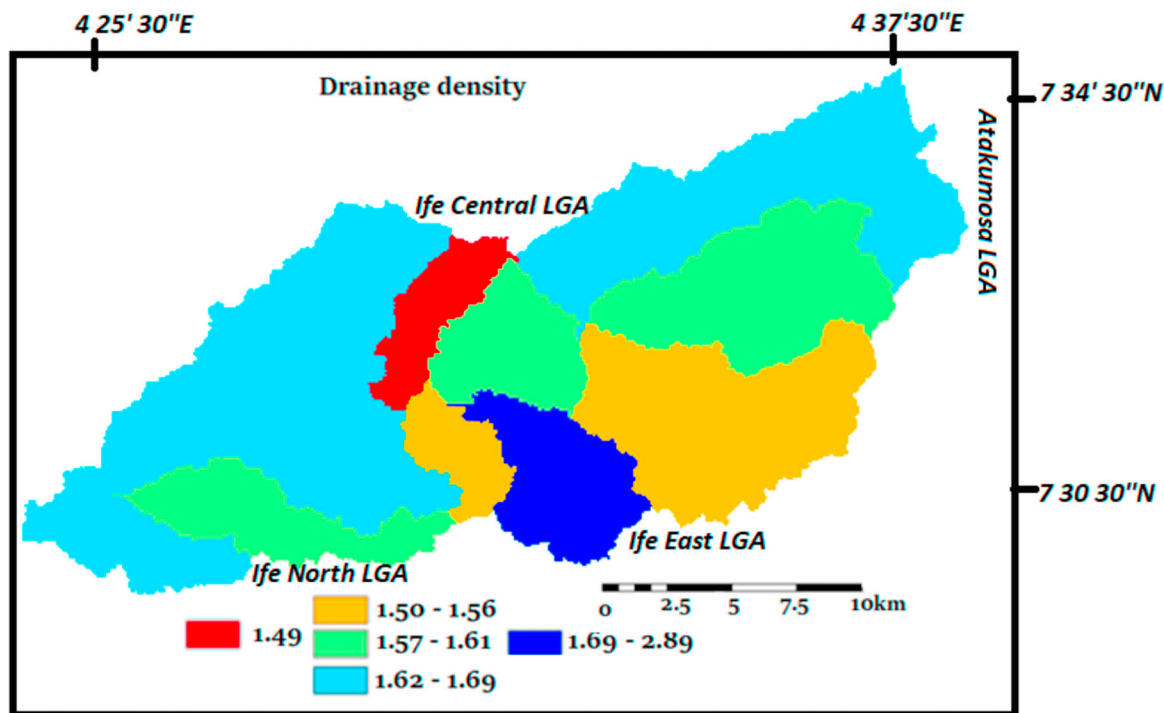 4 25' 30"E
4 37'30"E
Drainage density
7 34' 30"N
Atakumosa LGA
Ife Central LGA
7 30 30"N
Ife East LGA
Ife North LGA
0 2.5 5 7.5 10km
1.50 - 1.56
1.49
1.57 - 1.61
1.69 - 2.89
1.62 - 1.69